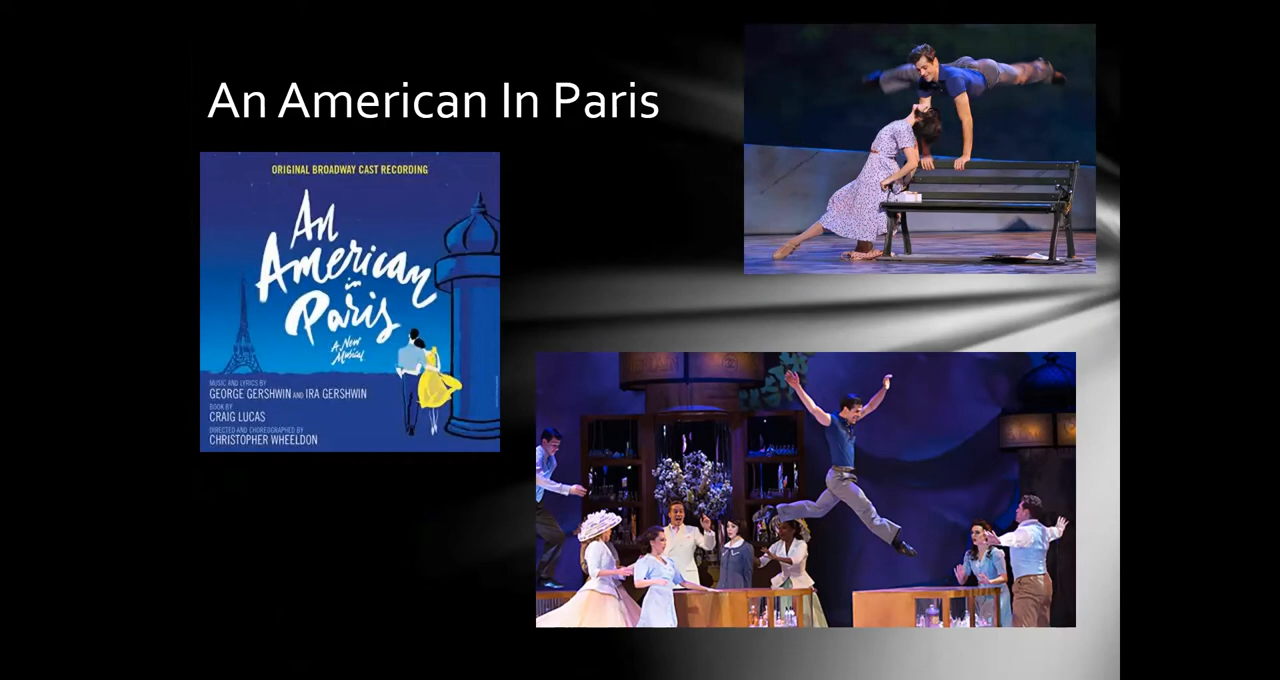 An American In Paris
ORIGINAL BROADWAY CAST RECORDING
An
American
in
Paris
A New
Musical
MUSIC AND LYRICS BY
GEORGE GERSHWIN AND IRA GERSHWIN
BOOK BY
CRAIG LUCAS
DIRECTED AND CHOREOGRAPHED BY
CHRISTOPHER WHEELDON